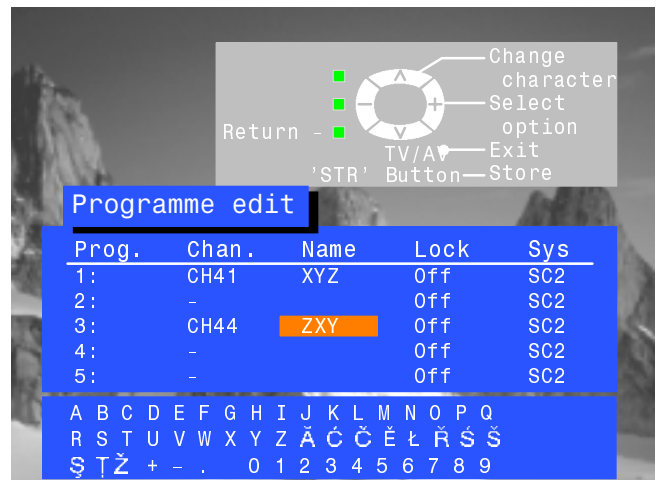 Change
character
Select
option
Return –
TV/AV Exit
'STR' Button Store
Programme edit
Prog. Chan. Name Lock Sys
1: CH41 XYZ Off SC2
2: – Off SC2
3: CH44 ZXY Off SC2
4: – Off SC2
5: – Off SC2
A B C D E F G H I J K L M N O P Q
R S T U V W X Y Z Ă Ć Č Ě Ł Ř Ś Š
Ş Ţ Ž + – . 0 1 2 3 4 5 6 7 8 9